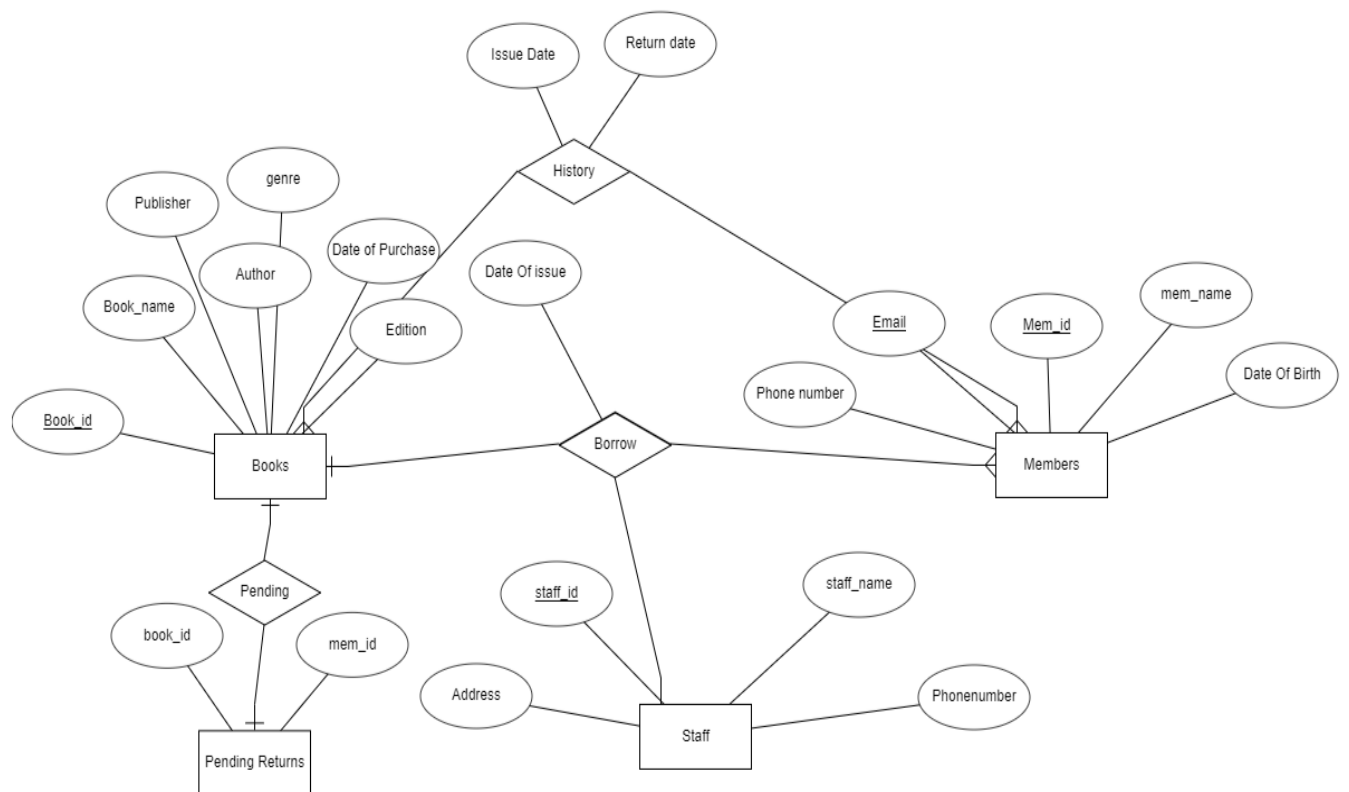 Issue Date
Return date
History
genre
Publisher
Date of Purchase
Author
Date Of issue
Book_name
Edition
Email
Mem_id
mem_name
Date Of Birth
Phone number
Book_id
Borrow
Books
Members
Pending
staff_id
staff_name
book_id
mem_id
Address
Phonenumber
Staff
Pending Returns